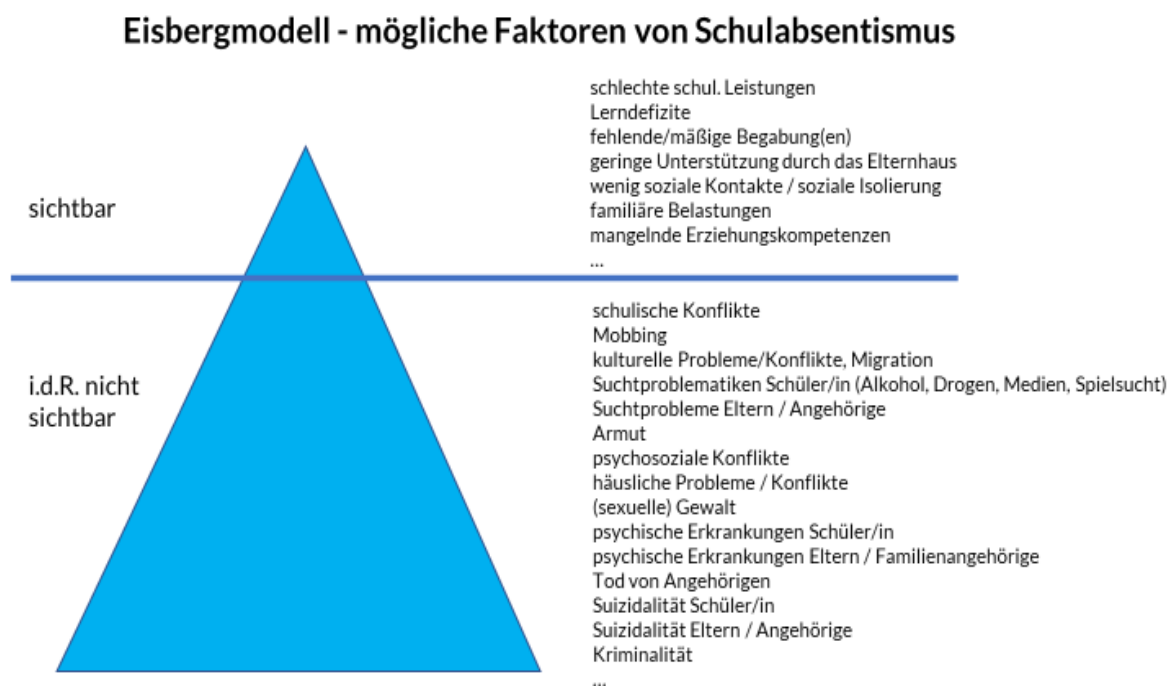 Eisbergmodell - mögliche Faktoren von Schulabsentismus
schlechte schul. Leistungen
Lerndefizite
fehlende/mäßige Begabung(en)
geringe Unterstützung durch das Elternhaus
wenig soziale Kontakte / soziale Isolierung
familiäre Belastungen
mangelnde Erziehungskompetenzen
...
sichtbar
schulische Konflikte
Mobbing
kulturelle Probleme/Konflikte, Migration
Suchtproblematiken Schüler/in (Alkohol, Drogen, Medien, Spielsucht)
Suchtprobleme Eltern / Angehörige
Armut
psychosoziale Konflikte
häusliche Probleme / Konflikte
(sexuelle) Gewalt
psychische Erkrankungen Schüler/in
psychische Erkrankungen Eltern / Familienangehörige
Tod von Angehörigen
Suizidalität Schüler/in
Suizidalität Eltern / Angehörige
Kriminalität
...
i.d.R. nicht
sichtbar